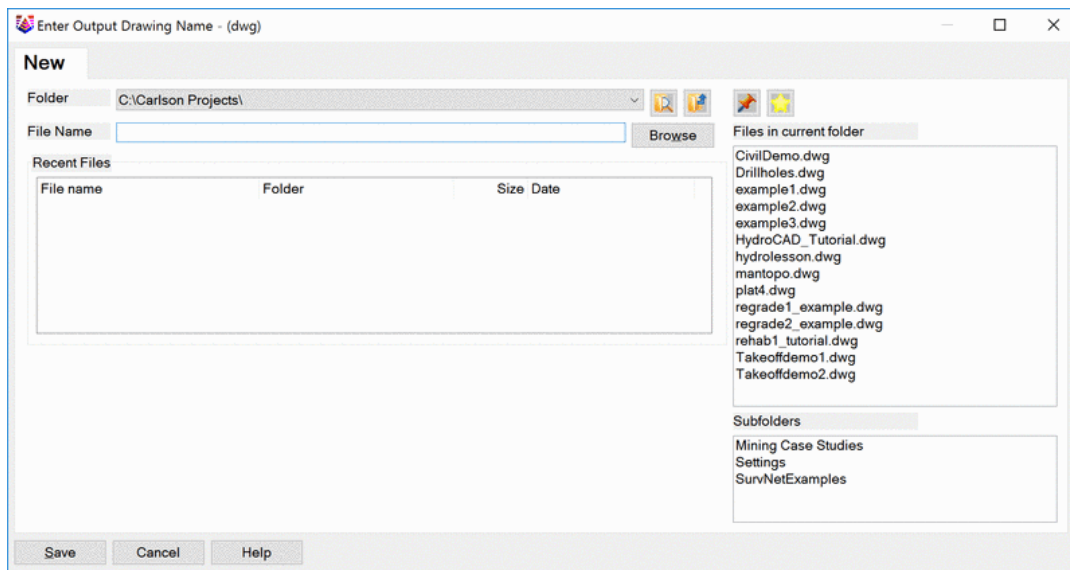 Enter Output Drawing Name - (dwg)
New
Folder
C:\Carlson Projects\
File Name
Browse
Recent Files
File name Folder Size Date
Files in current folder
CivilDemo.dwg
Drillholes.dwg
example1.dwg
example2.dwg
example3.dwg
HydroCAD_Tutorial.dwg
hydrolesson.dwg
mantopo.dwg
plat4.dwg
regrade1_example.dwg
regrade2_example.dwg
rehab1_tutorial.dwg
Takeoffdemo1.dwg
Takeoffdemo2.dwg
Subfolders
Mining Case Studies
Settings
SurvNetExamples
Save Cancel Help